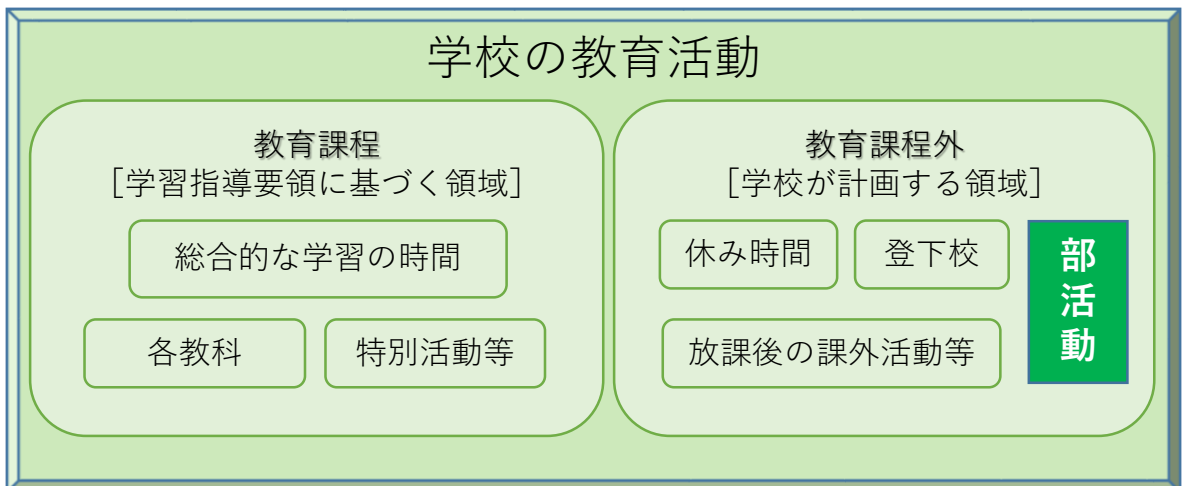 学校の教育活動
教育課程
［学習指導要領に基づく領域］
総合的な学習の時間
各教科
特別活動等
教育課程外
［学校が計画する領域］
休み時間
登下校
放課後の課外活動等
部活動